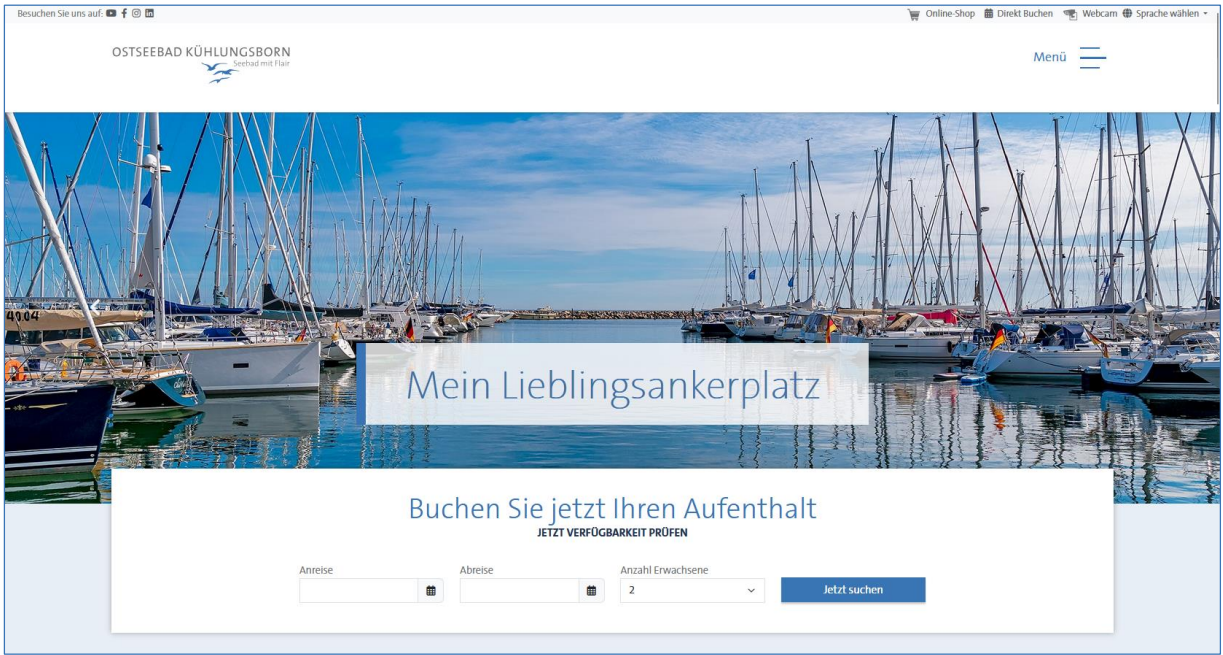 Besuchen Sie uns auf:
Online-Shop Direkt Buchen Webcam Sprache wählen
OSTSEEBAD KÜHLUNGSBORN
Seebad mit Flair
Menü
4004
Mein Lieblingsankerplatz
Buchen Sie jetzt Ihren Aufenthalt
JETZT VERFÜGBARKEIT PRÜFEN
Anreise Abreise Anzahl Erwachsene
2 Jetzt suchen